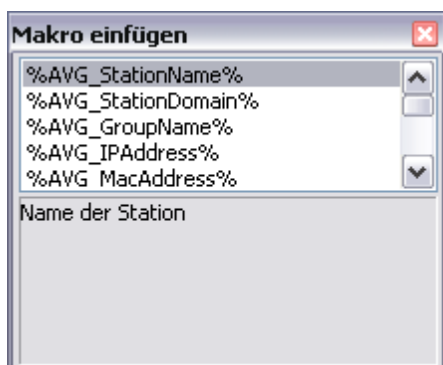 Makro einfügen
%AVG_StationName%
%AVG_StationDomain%
%AVG_GroupName%
%AVG_IPAddress%
%AVG_MacAddress%
Name der Station